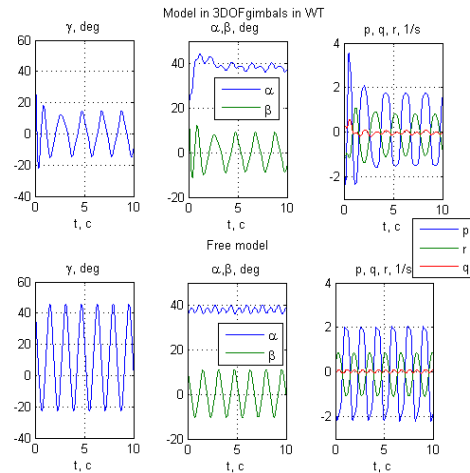 Model in 3DOFgimbals in WT
γ, deg
α,β, deg
p, q, r, 1/s
60
40
20
0
-20
-40
0
5
10
t, c
60
40
20
0
-20
0
5
10
t, c
α
β
4
2
0
-2
0
5
10
t, c
p
r
q
Free model
γ, deg
α,β, deg
p, q, r, 1/s
60
40
20
0
-20
-40
0
5
10
t, c
60
40
20
0
-20
0
5
10
t, c
α
β
4
2
0
-2
0
5
10
t, c